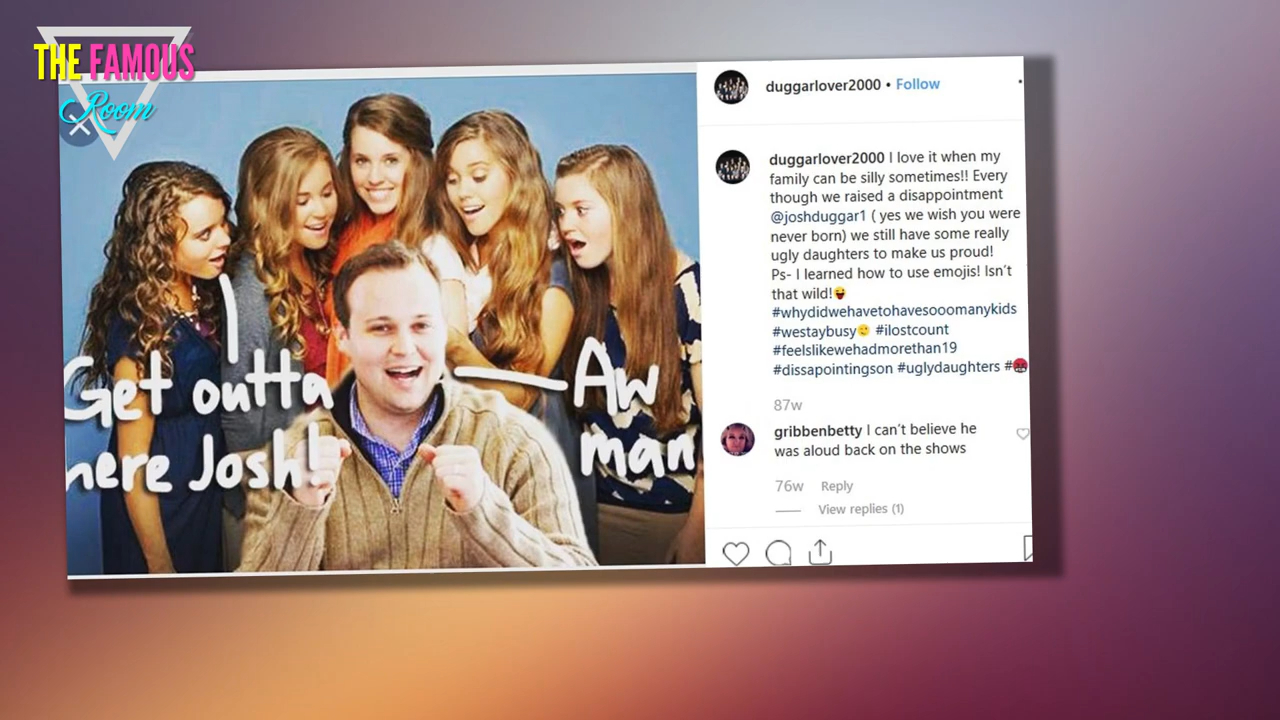 THE FAMOUS
Room
Get outta
here Josh!
Aw
man
duggarlover2000 • Follow
duggarlover2000 I love it when my
family can be silly sometimes!! Every
though we raised a disappointment
@joshduggar1 ( yes we wish you were
never born) we still have some really
ugly daughters to make us proud!
Ps- I learned how to use emojis! Isn't
that wild!😜
#whydidwehavetohavesooomanykids
#westaybusy😉 #ilostcount
#feelslikewehadmorethan19
#dissapointingson #uglydaughters #🤬
87w
gribbenbetty I can't believe he
was aloud back on the shows
76w Reply
View replies (1)